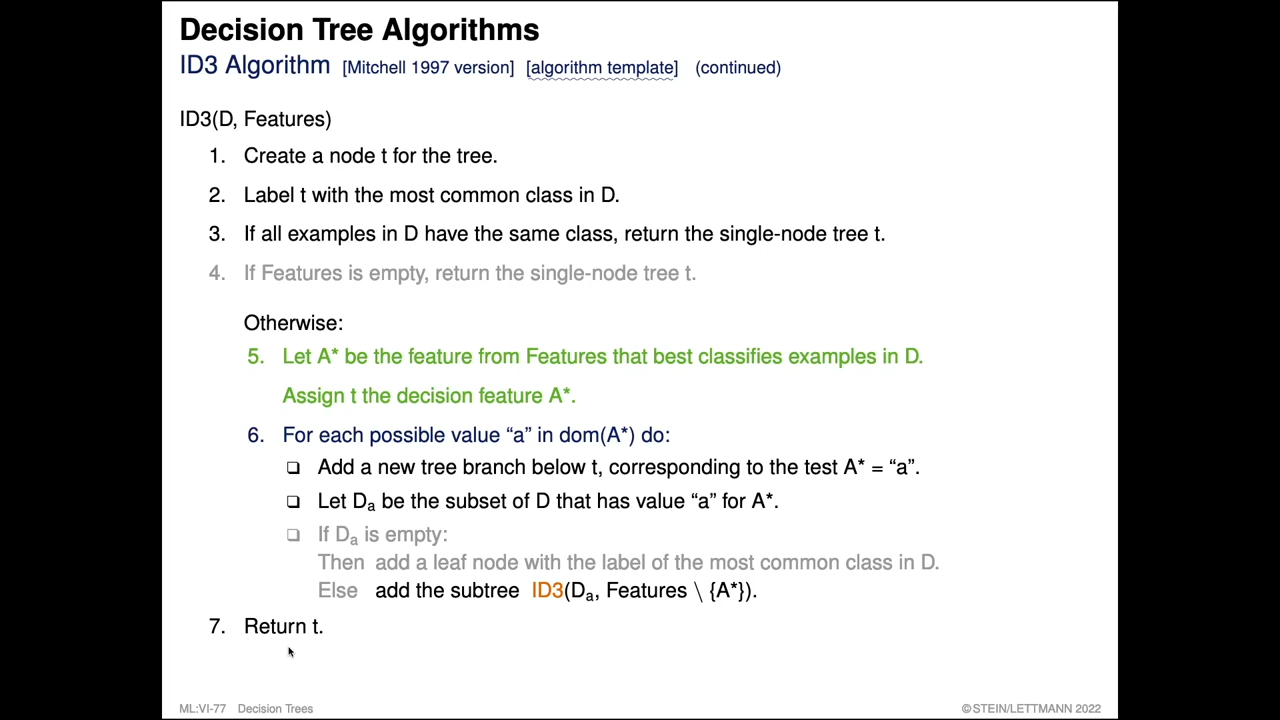 Decision Tree Algorithms
ID3 Algorithm [Mitchell 1997 version] [algorithm template] (continued)
ID3(D, Features)
1. Create a node t for the tree.
2. Label t with the most common class in D.
3. If all examples in D have the same class, return the single-node tree t.
4. If Features is empty, return the single-node tree t.
Otherwise:
5. Let A* be the feature from Features that best classifies examples in D.
Assign t the decision feature A*.
6. For each possible value “a” in dom(A*) do:
❑ Add a new tree branch below t, corresponding to the test A* = “a”.
❑ Let Da be the subset of D that has value “a” for A*.
❑ If Da is empty:
Then add a leaf node with the label of the most common class in D.
Else add the subtree ID3(Da, Features \ {A*}).
7. Return t.
ML:VI-77 Decision Trees
©STEIN/LETTMANN 2022